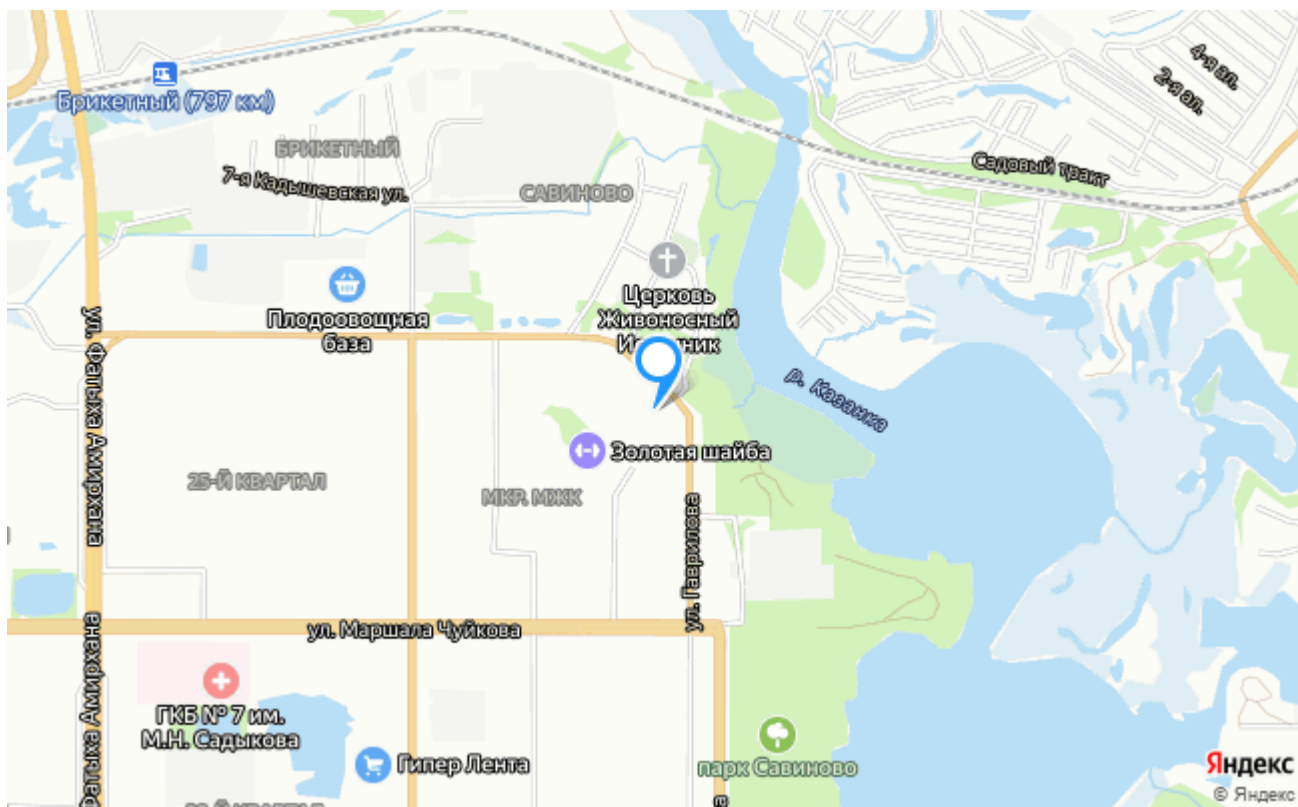 4-я ал.
2-я ал.
Брикетный (797 км)
БРИКЕТНЫЙ
Садовый тракт
7-я Кадышевская ул.
САВИНОВО
Церковь
Живоносный
Плодоовощная
база
ул. Фатыха Амирхана
р. Казанка
Золотая шайба
25-Й КВАРТАЛ
МКР. МЖК
ул. Гаврилова
ул. Маршала Чуйкова
Фатыха Амирхана
ГКБ № 7 им.
М.Н. Садыкова
Гипер Лента
парк Савиново
Яндекс
© Яндекс